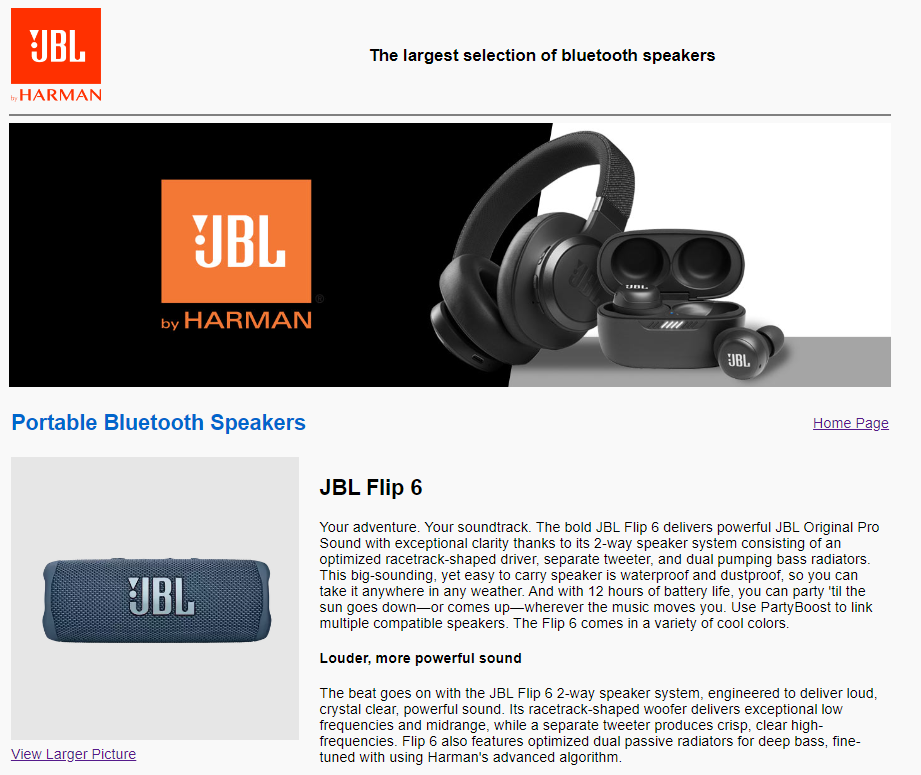 JBL
by HARMAN
The largest selection of bluetooth speakers
JBL
®
by HARMAN
JBL
JBL
JBL
Portable Bluetooth Speakers
Home Page
JBL
JBL Flip 6
Your adventure. Your soundtrack. The bold JBL Flip 6 delivers powerful JBL Original Pro
Sound with exceptional clarity thanks to its 2-way speaker system consisting of an
optimized racetrack-shaped driver, separate tweeter, and dual pumping bass radiators.
This big-sounding, yet easy to carry speaker is waterproof and dustproof, so you can
take it anywhere in any weather. And with 12 hours of battery life, you can party 'til the
sun goes down—or comes up—wherever the music moves you. Use PartyBoost to link
multiple compatible speakers. The Flip 6 comes in a variety of cool colors.
Louder, more powerful sound
The beat goes on with the JBL Flip 6 2-way speaker system, engineered to deliver loud,
crystal clear, powerful sound. Its racetrack-shaped woofer delivers exceptional low
frequencies and midrange, while a separate tweeter produces crisp, clear high-
frequencies. Flip 6 also features optimized dual passive radiators for deep bass, fine-
tuned with using Harman's advanced algorithm.
View Larger Picture